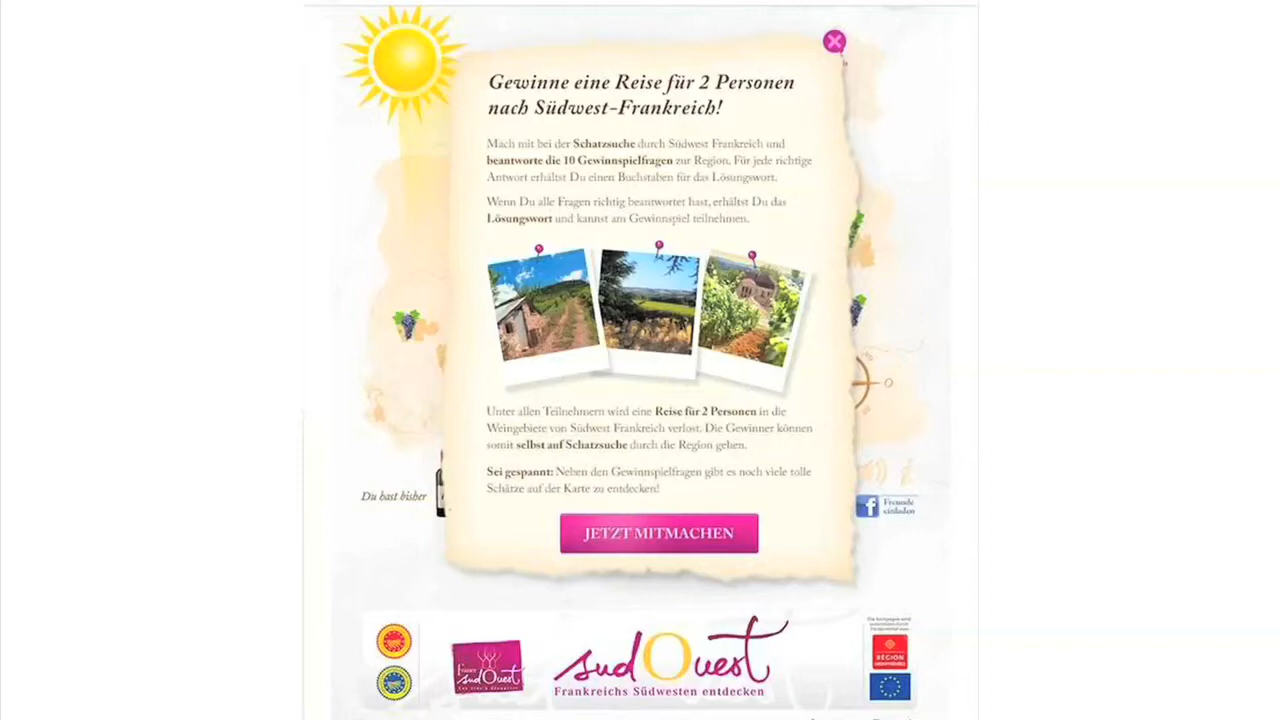 Gewinne eine Reise für 2 Personen
nach Südwest-Frankreich!
Mach mit bei der Schatzsuche durch Südwest Frankreich und
beantworte die 10 Gewinnspielfragen zur Region. Für jede richtige
Antwort erhältst Du einen Buchstaben für das Lösungswort.
Wenn Du alle Fragen richtig beantwortet hast, erhältst Du das
Lösungswort und kannst am Gewinnspiel teilnehmen.
Unter allen Teilnehmern wird eine Reise für 2 Personen in die
Weingebiete von Südwest Frankreich verlost. Die Gewinner können
somit selbst auf Schatzsuche durch die Region gehen.
Sei gespannt: Neben den Gewinnspielfragen gibt es noch viele tolle
Schätze auf der Karte zu entdecken!
Du hast bisher
Freunde
einladen
JETZT MITMACHEN
France
sudOuest
sudOuest
Frankreichs Südwesten entdecken
REGION
O